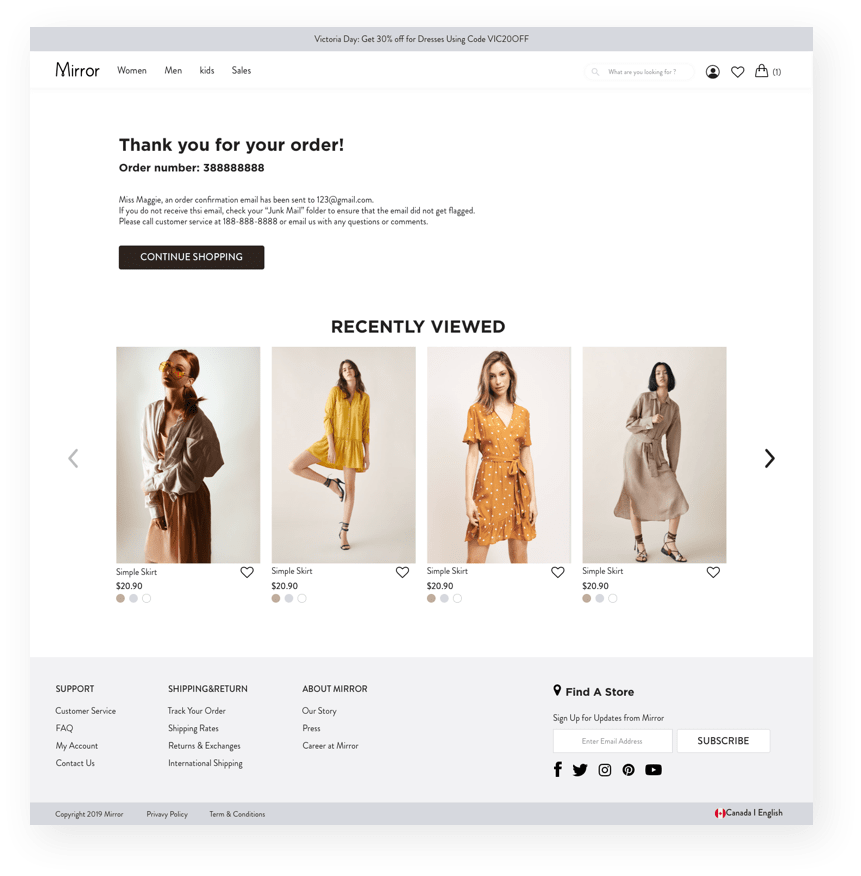 Victoria Day: Get 30% off for Dresses Using Code VIC20OFF
Mirror Women Men kids Sales What are you looking for ? (1)
Thank you for your order!
Order number: 388888888
Miss Maggie, an order confirmation email has been sent to 123@gmail.com.
If you do not receive thsi email, check your “Junk Mail” folder to ensure that the email did not get flagged.
Please call customer service at 188-888-8888 or email us with any questions or comments.
CONTINUE SHOPPING
RECENTLY VIEWED
Simple Skirt
$20.90
Simple Skirt
$20.90
Simple Skirt
$20.90
Simple Skirt
$20.90
SUPPORT
Customer Service
FAQ
My Account
Contact Us
SHIPPING&RETURN
Track Your Order
Shipping Rates
Returns & Exchanges
International Shipping
ABOUT MIRROR
Our Story
Press
Career at Mirror
Find A Store
Sign Up for Updates from Mirror
Enter Email Address SUBSCRIBE
Copyright 2019 Mirror Privavy Policy Term & Conditions Canada I English